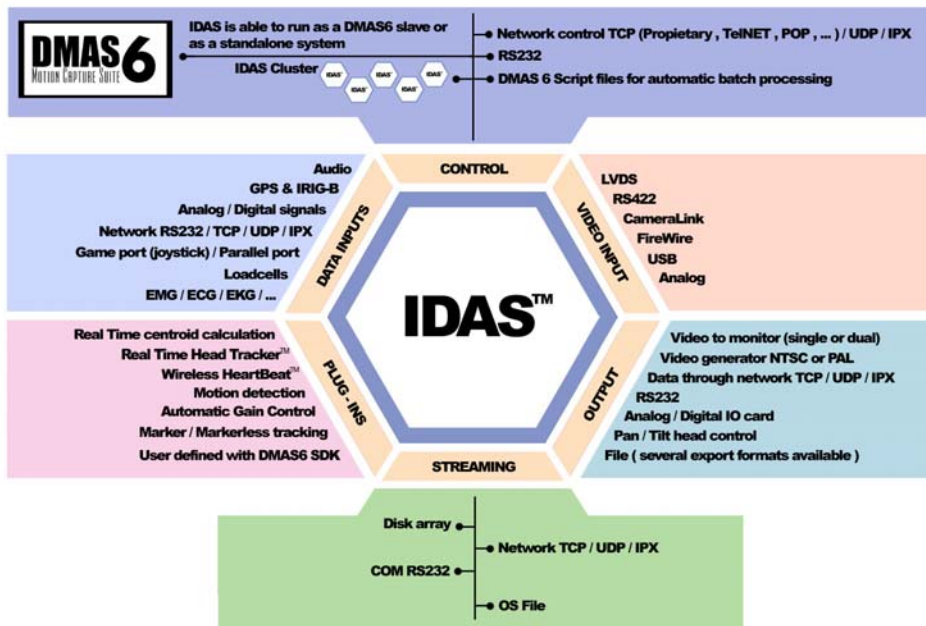 DMAS 6
MOTION CAPTURE SUITE
IDAS is able to run as a DMAS6 slave or
as a standalone system
IDAS Cluster
IDAS™ IDAS™ IDAS™
IDAS™ IDAS™
Network control TCP (Propietary , TelNET , POP , ... ) / UDP / IPX
RS232
DMAS 6 Script files for automatic batch processing
CONTROL
Audio
GPS & IRIG-B
Analog / Digital signals
Network RS232 / TCP / UDP / IPX
Game port (joystick) / Parallel port
Loadcells
EMG / ECG / EKG / ...
DATA INPUTS
VIDEO INPUT
LVDS
RS422
CameraLink
FireWire
USB
Analog
IDAS™
Real Time centroid calculation
Real Time Head Tracker™
Wireless HeartBeat™
Motion detection
Automatic Gain Control
Marker / Markerless tracking
User defined with DMAS6 SDK
PLUG - INS
OUTPUT
Video to monitor (single or dual)
Video generator NTSC or PAL
Data through network TCP / UDP / IPX
RS232
Analog / Digital IO card
Pan / Tilt head control
File ( several export formats available )
STREAMING
Disk array
Network TCP / UDP / IPX
COM RS232
OS File